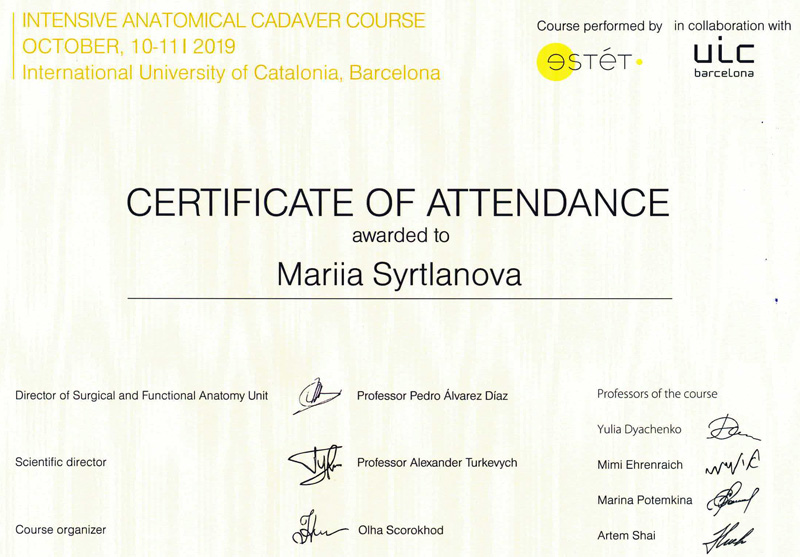 INTENSIVE ANATOMICAL CADAVER COURSE
OCTOBER, 10-11 I 2019
International University of Catalonia, Barcelona
Course performed by
in collaboration with
estét
uic
barcelona
CERTIFICATE OF ATTENDANCE
awarded to
Mariia Syrtlanova
Director of Surgical and Functional Anatomy Unit
Professor Pedro Álvarez Díaz
Scientific director
Professor Alexander Turkevych
Course organizer
Olha Scorokhod
Professors of the course
Yulia Dyachenko
Mimi Ehrenraich
Marina Potemkina
Artem Shai